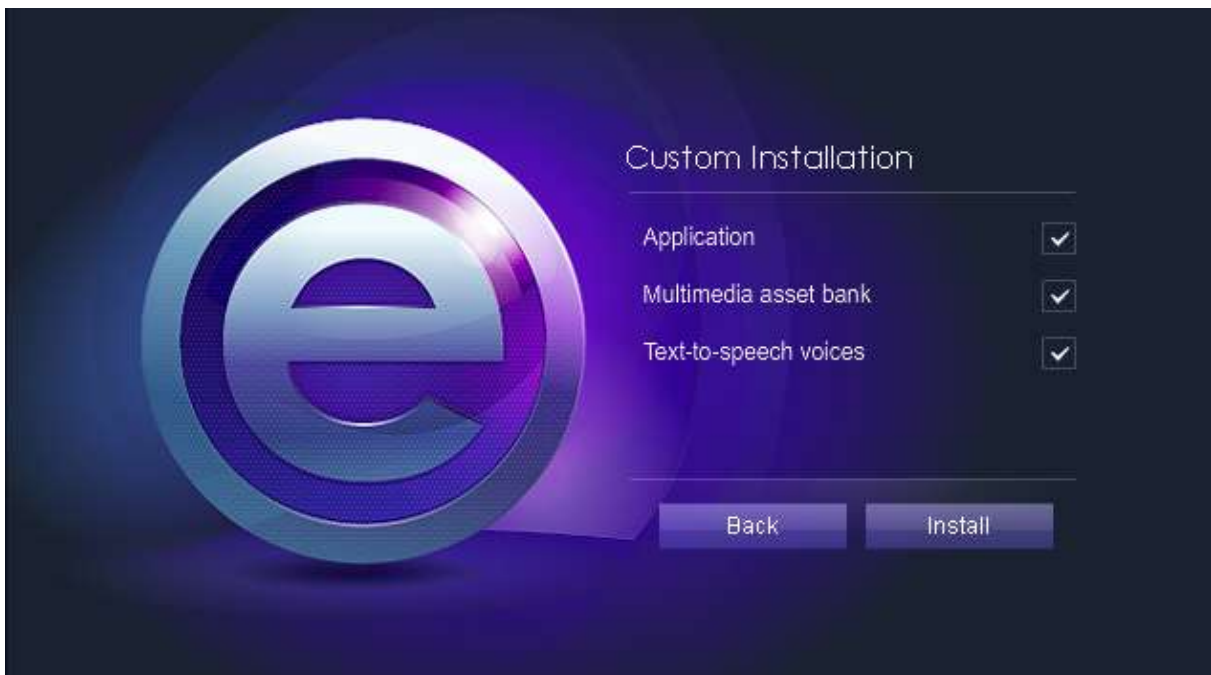 e
Custom Installation
Application
Multimedia asset bank
Text-to-speech voices
Back
Install